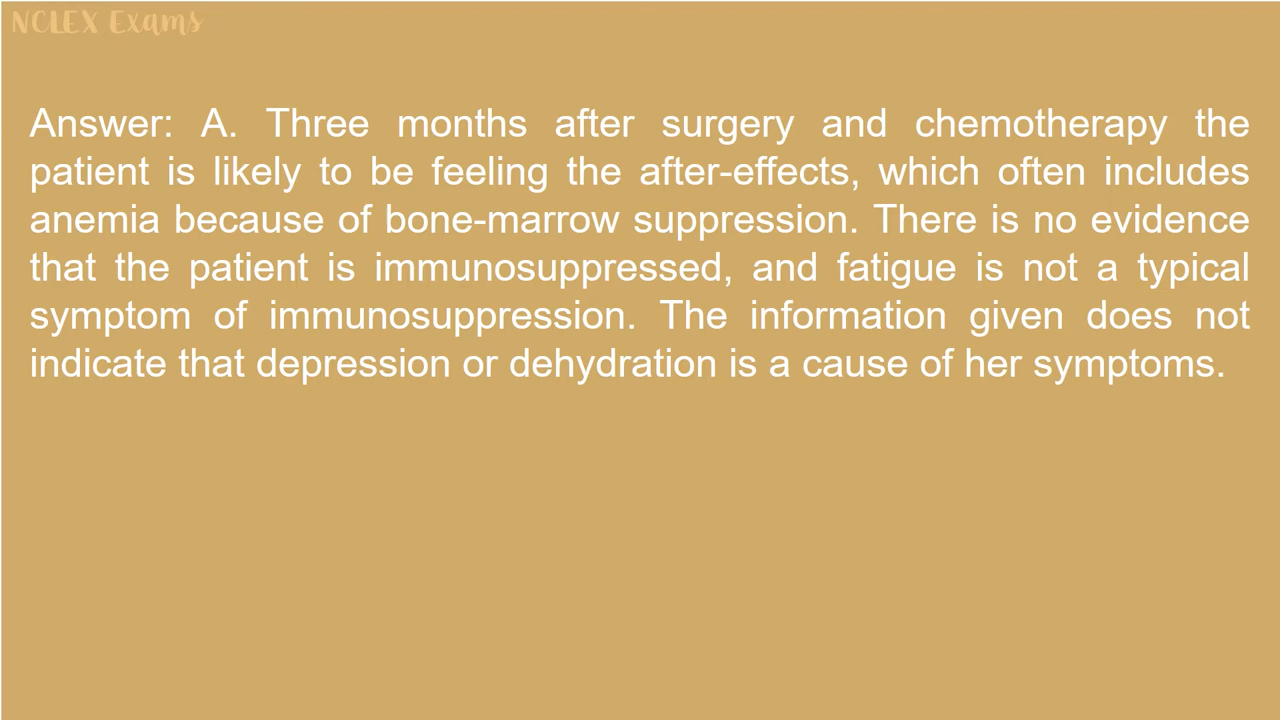 NCLEX Exams
Answer: A. Three months after surgery and chemotherapy the
patient is likely to be feeling the after-effects, which often includes
anemia because of bone-marrow suppression. There is no evidence
that the patient is immunosuppressed, and fatigue is not a typical
symptom of immunosuppression. The information given does not
indicate that depression or dehydration is a cause of her symptoms.